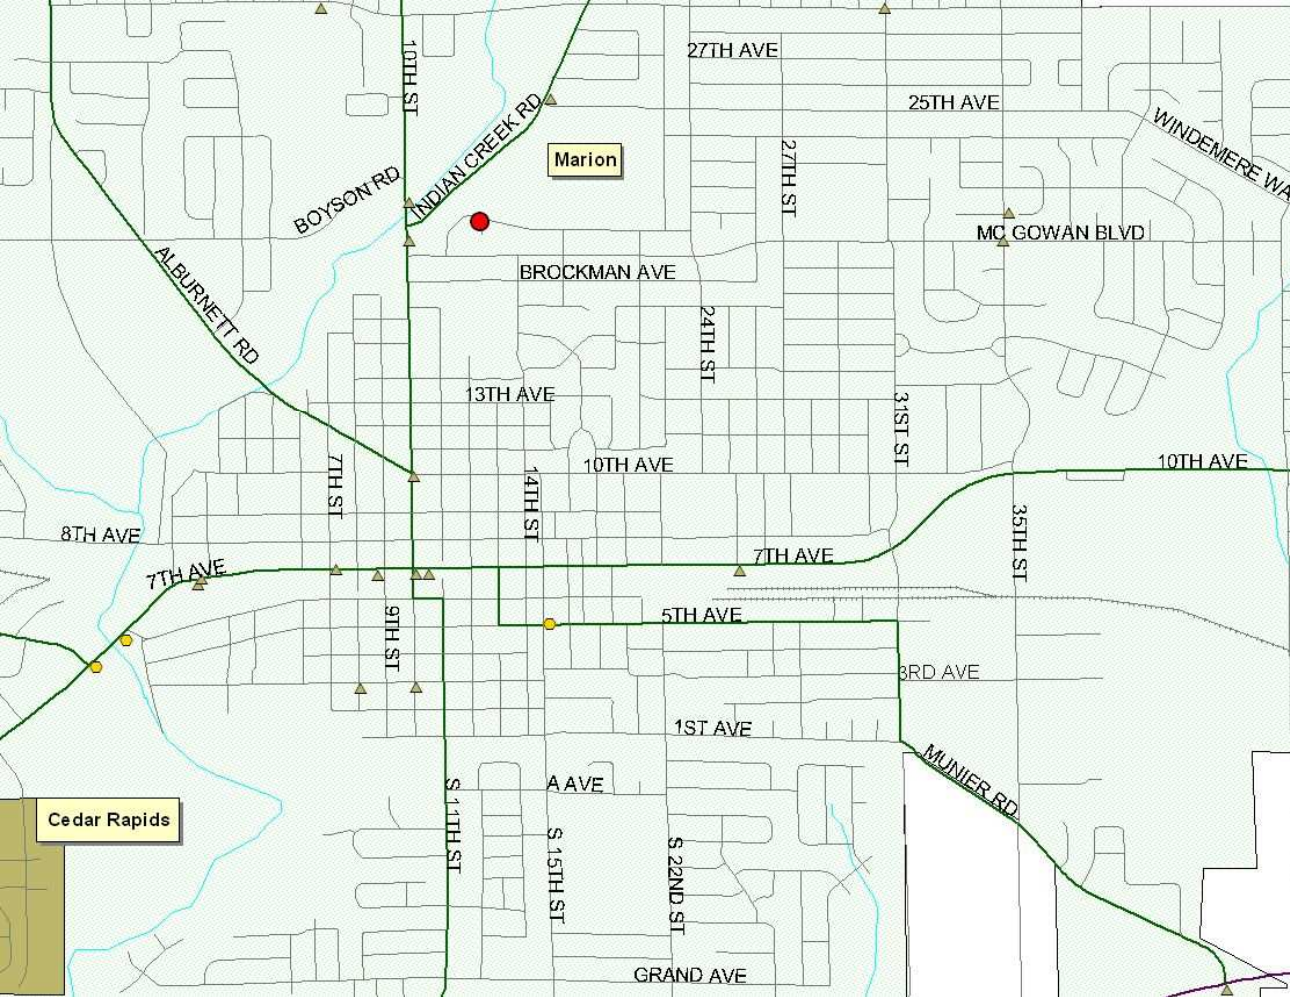 27TH AVE
10TH ST
25TH AVE
INDIAN CREEK RD
WINDEMERE WA
Marion
27TH ST
BOYSON RD
MC GOWAN BLVD
BROCKMAN AVE
ALBURNETT RD
24TH ST
13TH AVE
31ST ST
10TH AVE
10TH AVE
7TH ST
14TH ST
35TH ST
8TH AVE
7TH AVE
7TH AVE
5TH AVE
9TH ST
3RD AVE
1ST AVE
MUNIER RD
A AVE
S 11TH ST
Cedar Rapids
S 15TH ST
S 22ND ST
GRAND AVE